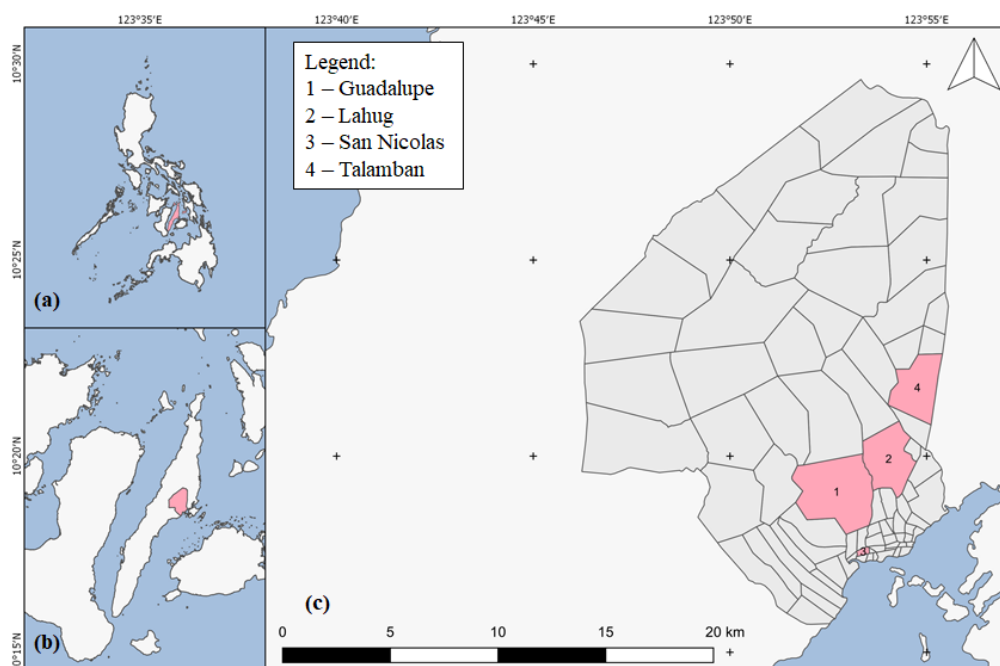 123°35'E 123°40'E 123°45'E 123°50'E 123°55'E
10°30'N
10°25'N
10°20'N
10°15'N
Legend:
1 – Guadalupe
2 – Lahug
3 – San Nicolas
4 – Talamban
(a)
(b)
(c)
4
2
1
3
0 5 10 15 20 km